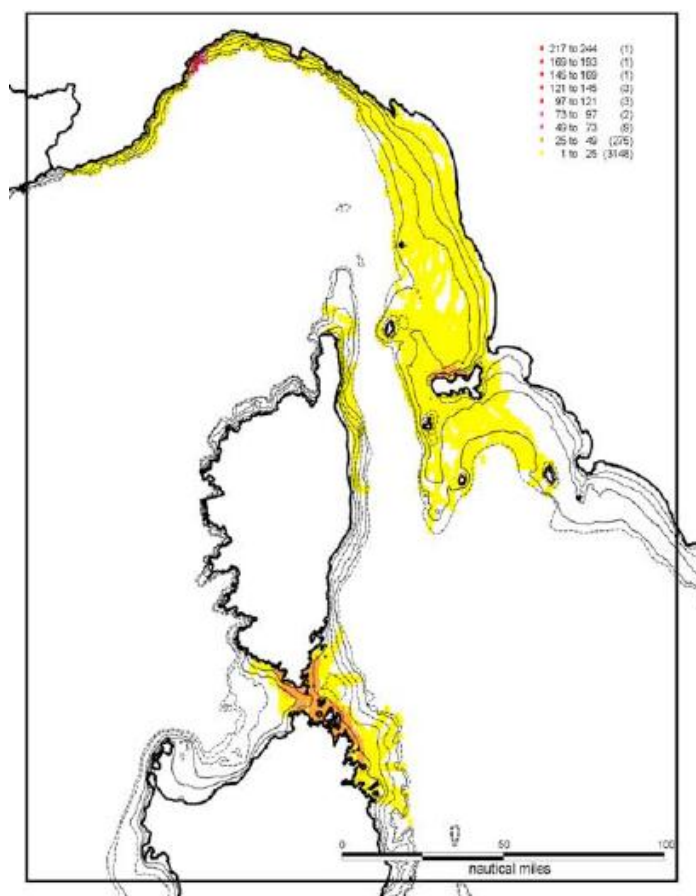 217 to 244 (1)
169 to 193 (1)
145 to 169 (1)
121 to 145
97 to 121 (3)
73 to 97 (2)
49 to 73
25 to 49 (275)
1 to 25 (3148)
0 50 100
nautical miles